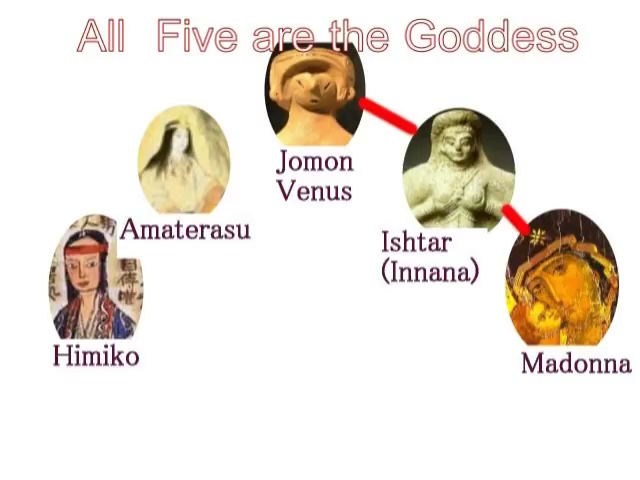 All Five are the Goddess
Jomon
Venus
Amaterasu
Ishtar
(Innana)
Himiko
Madonna